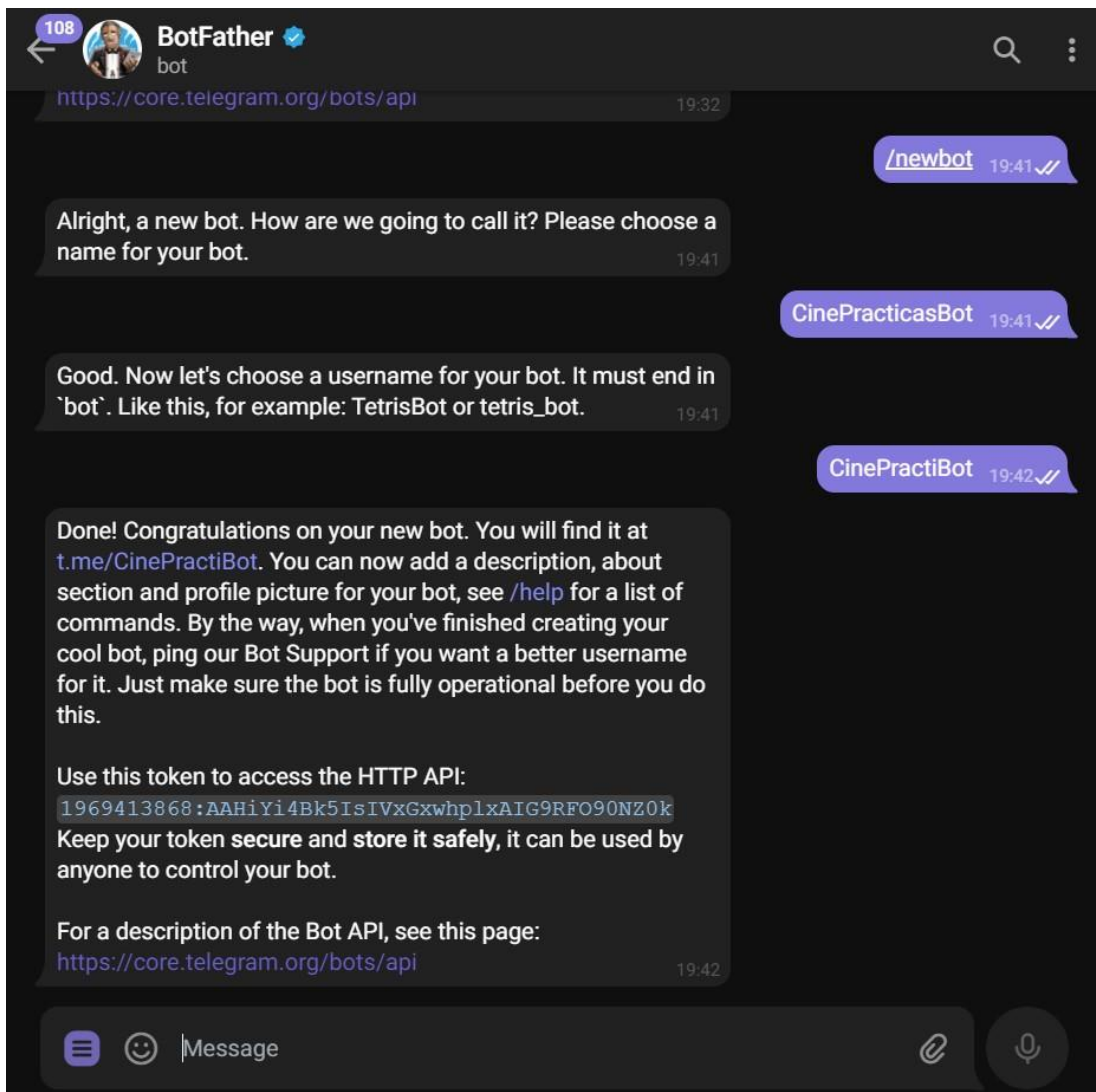 108
BotFather
bot
https://core.telegram.org/bots/api
19:32
/newbot 19:41
Alright, a new bot. How are we going to call it? Please choose a
name for your bot.
19:41
CinePracticasBot 19:41
Good. Now let's choose a username for your bot. It must end in
`bot`. Like this, for example: TetrisBot or tetris_bot.
19:41
CinePractiBot 19:42
Done! Congratulations on your new bot. You will find it at
t.me/CinePractiBot. You can now add a description, about
section and profile picture for your bot, see /help for a list of
commands. By the way, when you've finished creating your
cool bot, ping our Bot Support if you want a better username
for it. Just make sure the bot is fully operational before you do
this.
Use this token to access the HTTP API:
1969413868:AAHiYi4Bk5IsIVxGxwhplxAIG9RFO90NZ0k
Keep your token secure and store it safely, it can be used by
anyone to control your bot.
For a description of the Bot API, see this page:
https://core.telegram.org/bots/api
19:42
Message